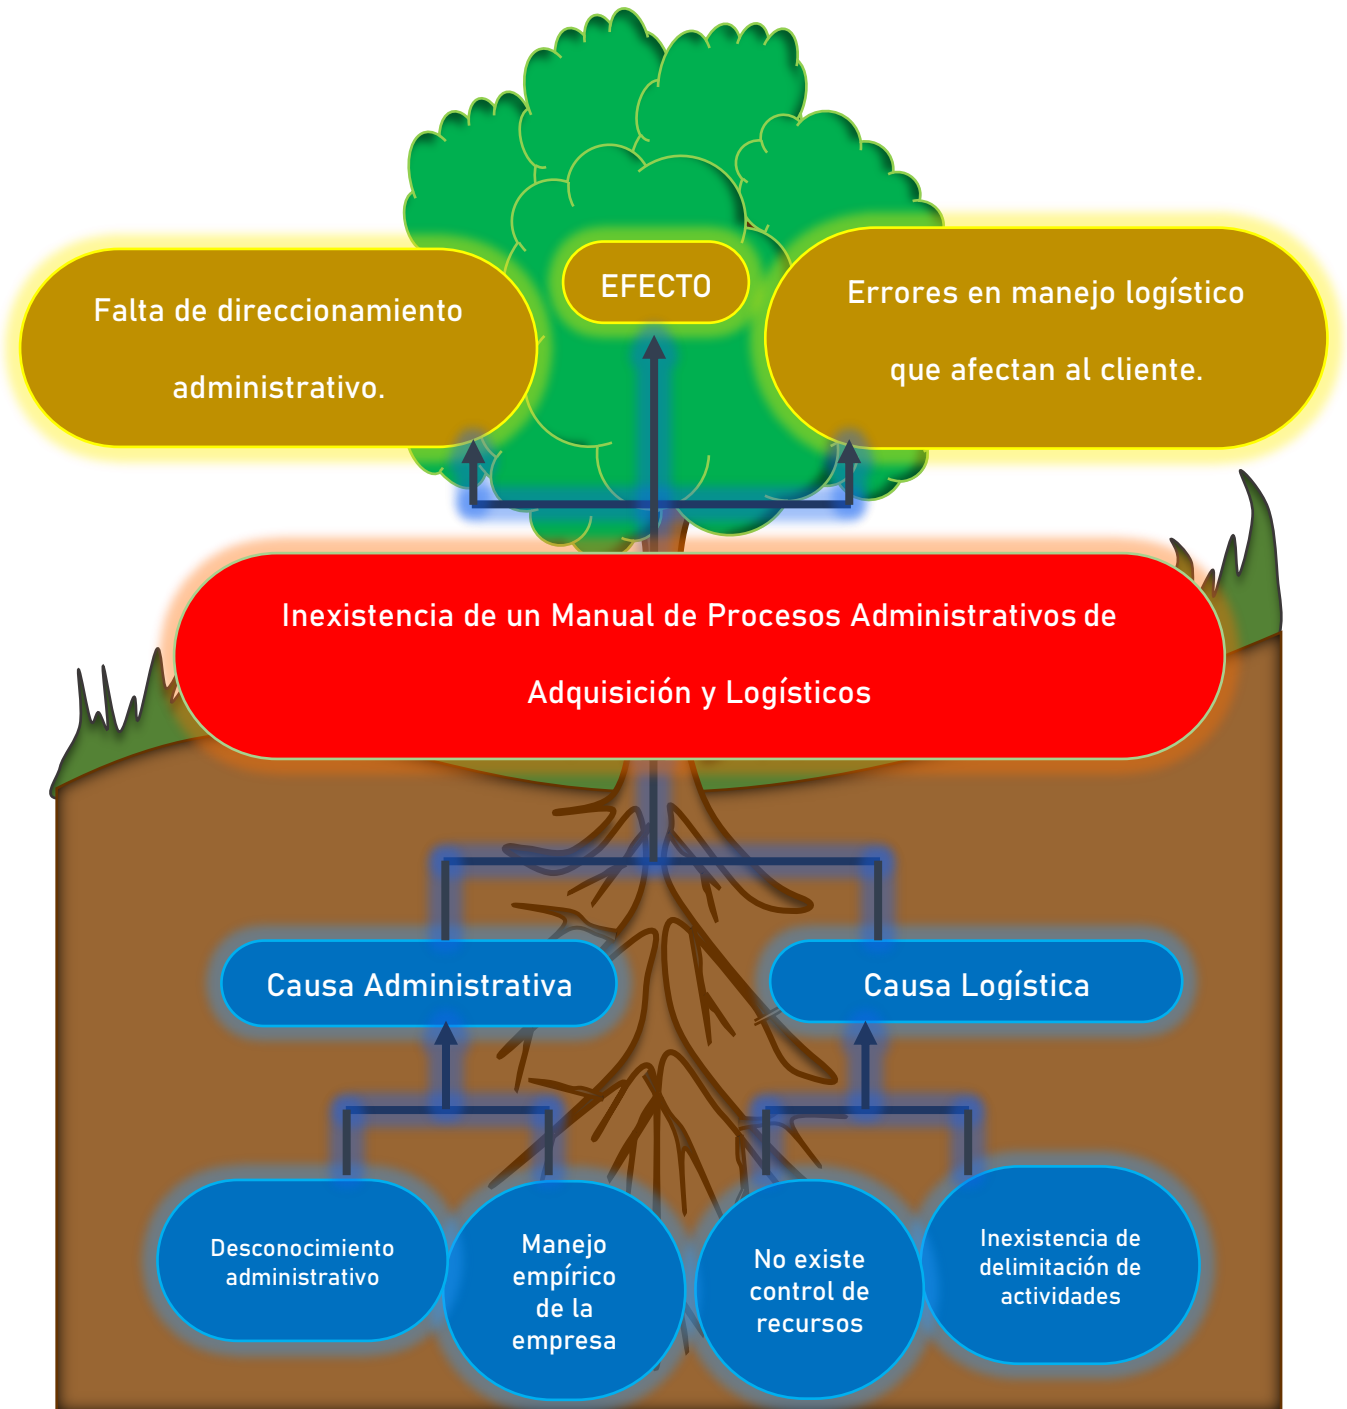 EFECTO
Falta de direccionamiento
administrativo.
Errores en manejo logístico
que afectan al cliente.
Inexistencia de un Manual de Procesos Administrativos de
Adquisición y Logísticos
Causa Administrativa
Causa Logística
Desconocimiento
administrativo
Manejo
empírico
de la
empresa
No existe
control de
recursos
Inexistencia de
delimitación de
actividades